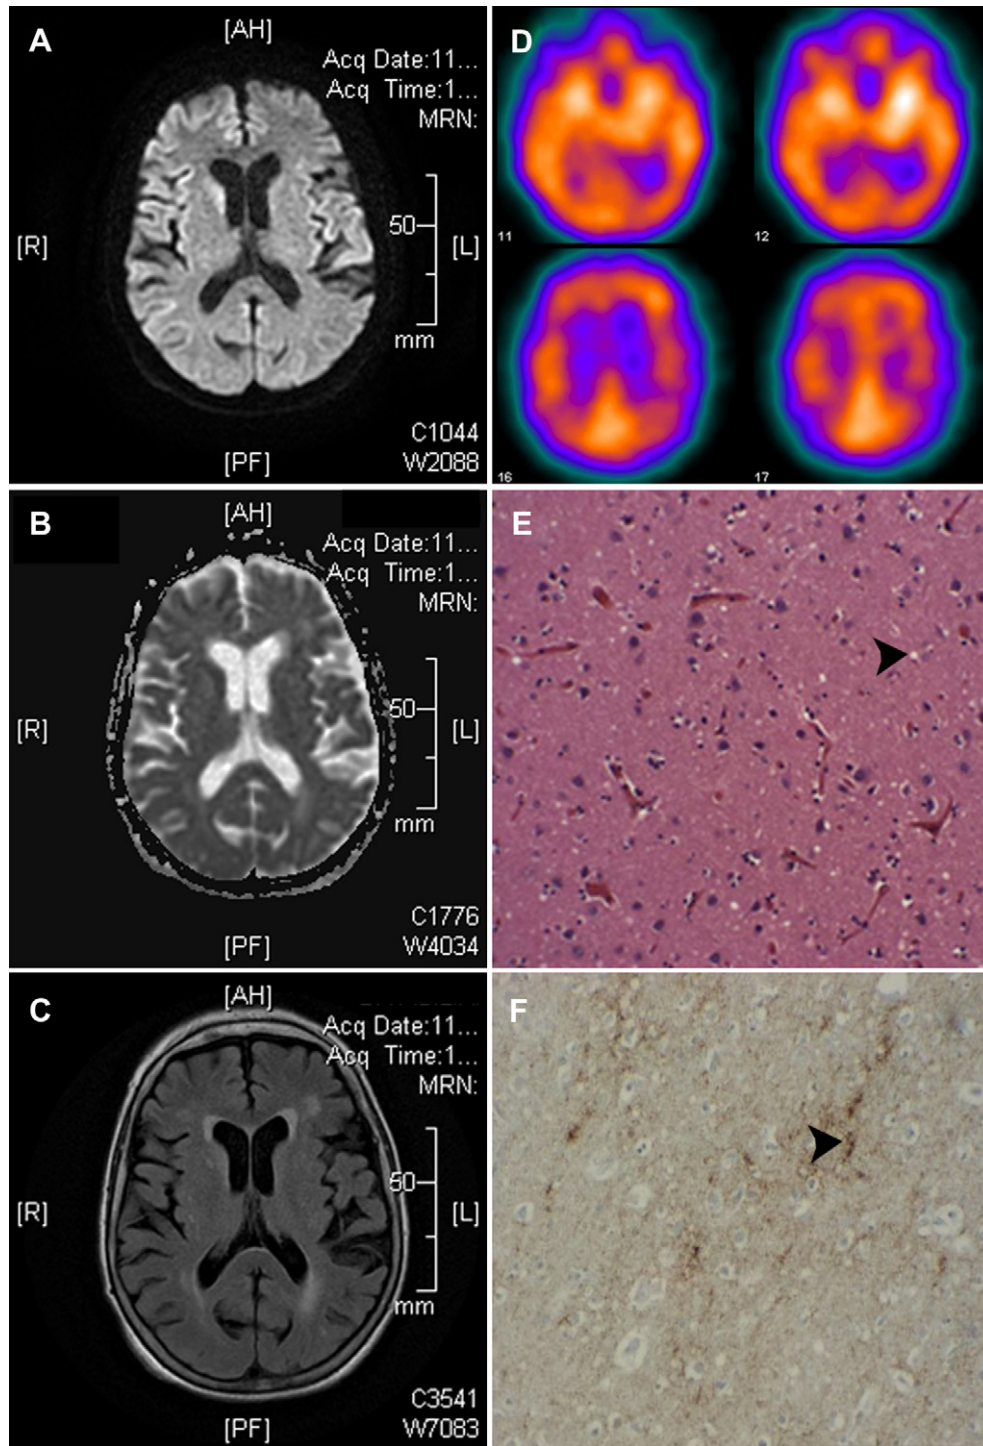 A
[AH]
Acq Date:11...
Acq Time:1...
MRN:
50
[R]
[L]
mm
C1044
[PF]
W2088
B
[AH]
Acq Date:11...
Acq Time:1...
MRN:
50
[R]
[L]
mm
C1776
[PF]
W4034
C
[AH]
Acq Date:11...
Acq Time:1...
MRN:
50
[R]
[L]
mm
C3541
[PF]
W7083
D
11
12
16
17
E
F